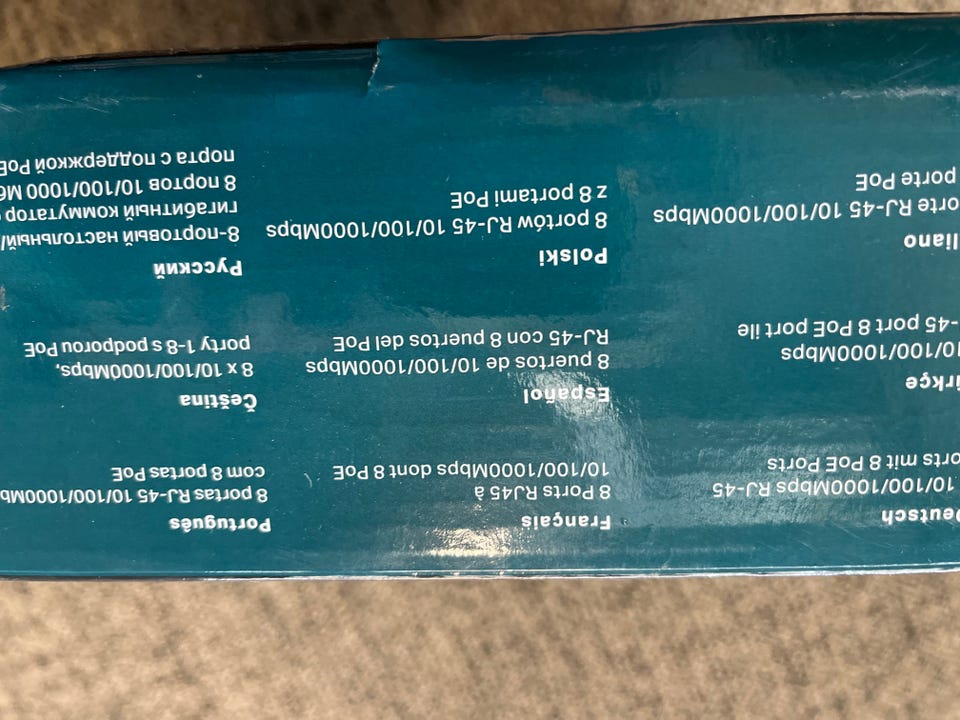 Deutsch
10/100/1000Mbps RJ-45
orts mit 8 PoE Ports
ürkçe
10/100/1000Mbps
-45 port 8 PoE port ile
liano
orte RJ-45 10/100/1000Mbps
porte PoE
Français
8 Ports RJ45 à
10/100/1000Mbps dont 8 PoE
Español
8 puertos de 10/100/1000Mbps
RJ-45 con 8 puertos del PoE
Polski
8 portów RJ-45 10/100/1000Mbps
z 8 portami PoE
Português
8 portas RJ-45 10/100/1000Mb
com 8 portas PoE
Čeština
8 x 10/100/1000Mbps,
porty 1-8 s podporou PoE
Русский
8-портовый настольный/
гигабитный коммутатор
8 портов 10/100/1000 Мб
порта с поддержкой PoE